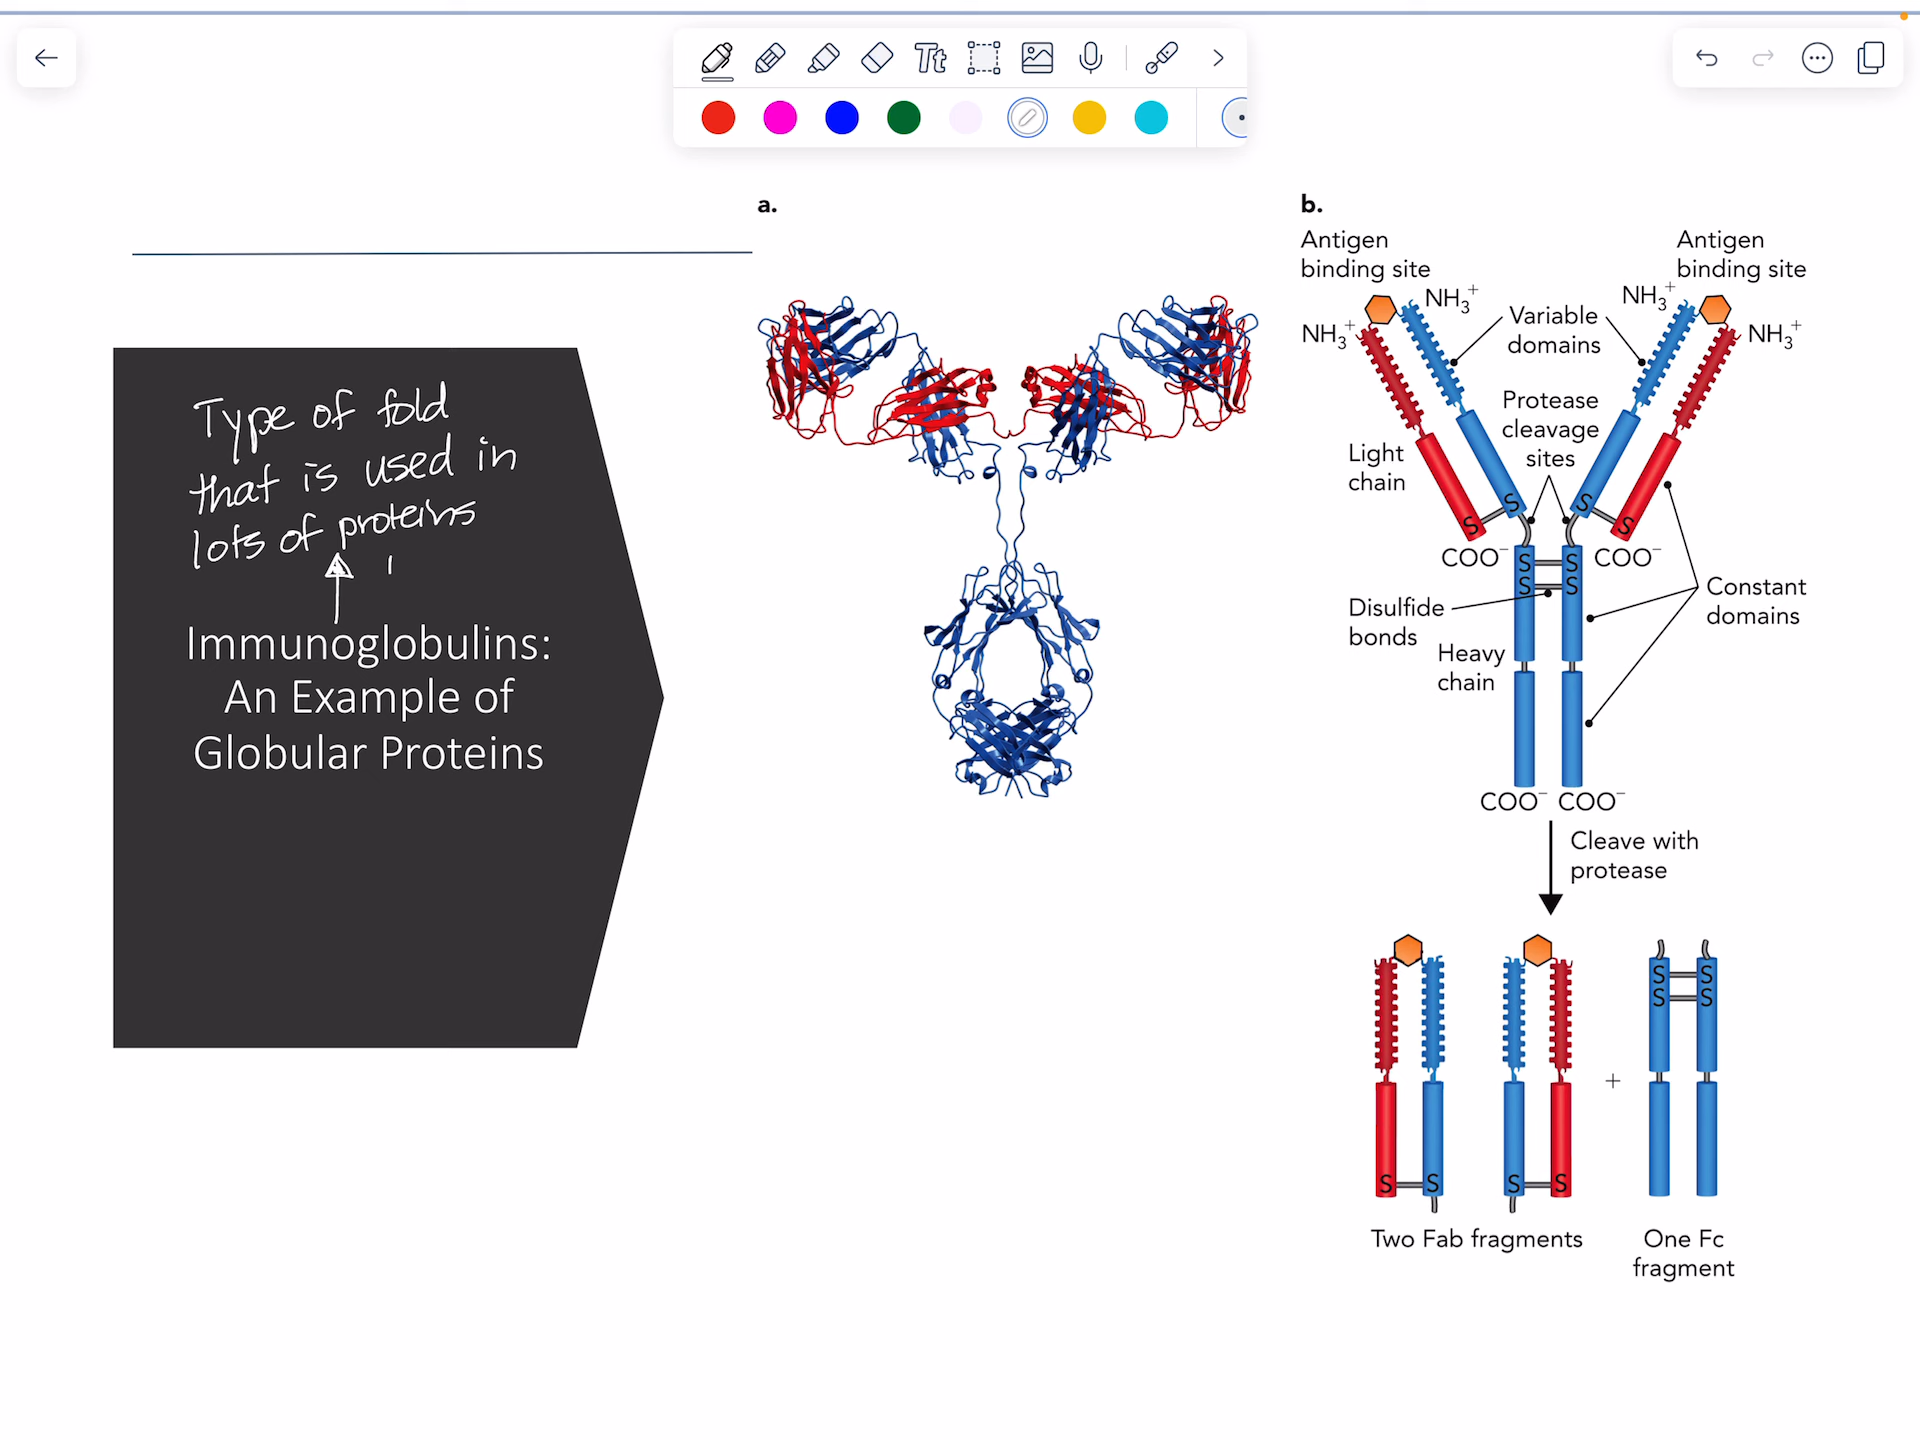 Tt
a.
b.
Type of fold
that is used in
lots of proteins
Immunoglobulins:
An Example of
Globular Proteins
Antigen
binding site
Antigen
binding site
NH₃⁺
NH₃⁺
NH₃⁺
NH₃⁺
Variable
domains
Protease
cleavage
sites
Light
chain
S
S
S
S
COO⁻
COO⁻
S
S
S
S
Disulfide
bonds
Constant
domains
Heavy
chain
COO⁻
COO⁻
Cleave with
protease
S
S
S
S
+
S
S
S
S
Two Fab fragments
One Fc
fragment